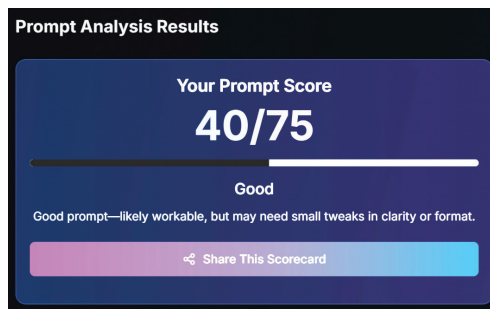 Prompt Analysis Results
Your Prompt Score
40/75
Good
Good prompt—likely workable, but may need small tweaks in clarity or format.
Share This Scorecard